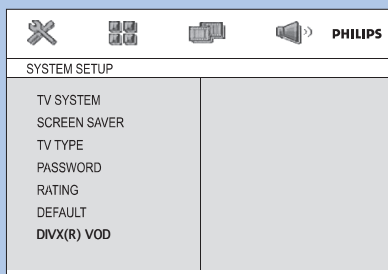 PHILIPS
SYSTEM SETUP
TV SYSTEM
SCREEN SAVER
TV TYPE
PASSWORD
RATING
DEFAULT
DIVX(R) VOD